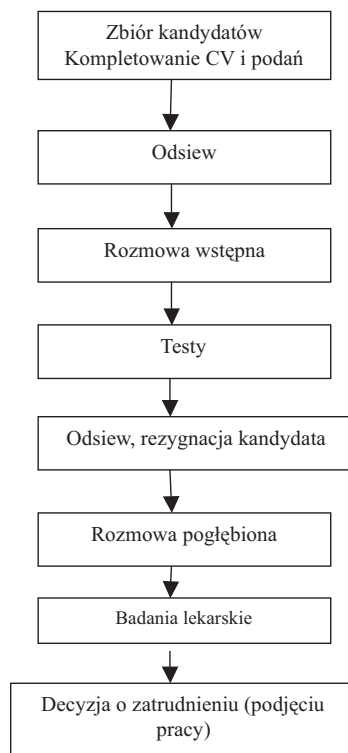 Zbiór kandydatów
Kompletowanie CV i podań
Odsiew
Rozmowa wstępna
Testy
Odsiew, rezygnacja kandydata
Rozmowa pogłębiona
Badania lekarskie
Decyzja o zatrudnieniu (podjęciu
pracy)